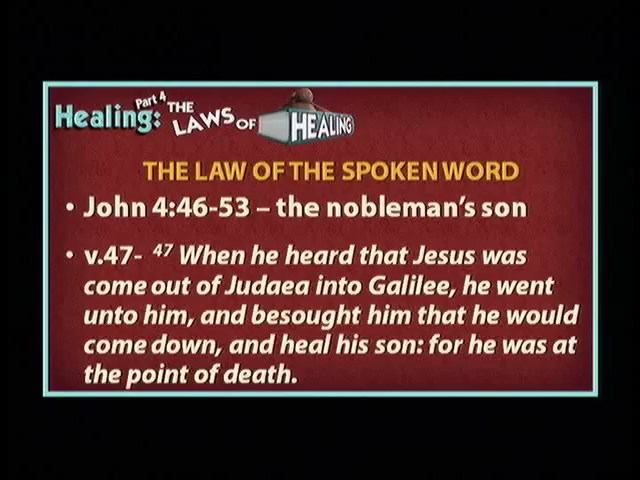 Healing: Part 4 THE LAWS OF HEALING
THE LAW OF THE SPOKEN WORD
• John 4:46-53 – the nobleman's son
• v.47- 47 When he heard that Jesus was
come out of Judaea into Galilee, he went
unto him, and besought him that he would
come down, and heal his son: for he was at
the point of death.